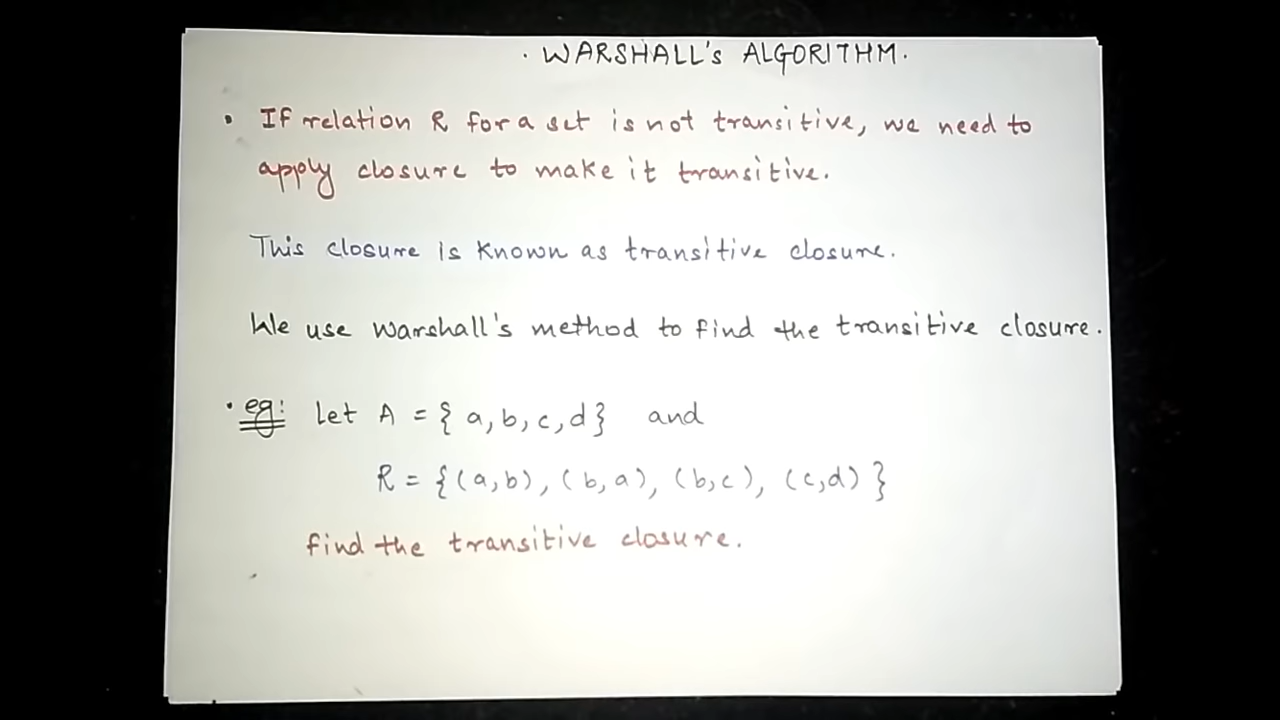 . WARSHALL's ALGORITHM.
• If relation R for a set is not transitive, we need to
apply closure to make it transitive.
This closure is known as transitive closure.
We use Warshall's method to find the transitive closure.
• eg: Let A = { a, b, c, d } and
R = { (a,b), (b,a), (b,c), (c,d) }
find the transitive closure.